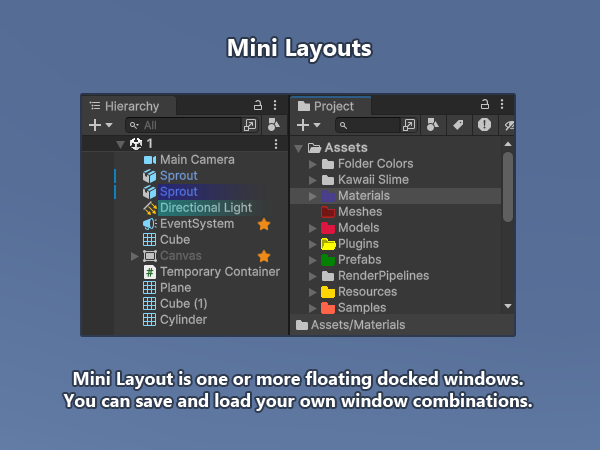 Mini Layouts
Hierarchy
All
1
Main Camera
Sprout
Sprout
Directional Light
EventSystem
Cube
Canvas
Temporary Container
Plane
Cube (1)
Cylinder
Project
Assets
Folder Colors
Kawaii Slime
Materials
Meshes
Models
Plugins
Prefabs
RenderPipelines
Resources
Samples
Assets/Materials
Mini Layout is one or more floating docked windows.
You can save and load your own window combinations.